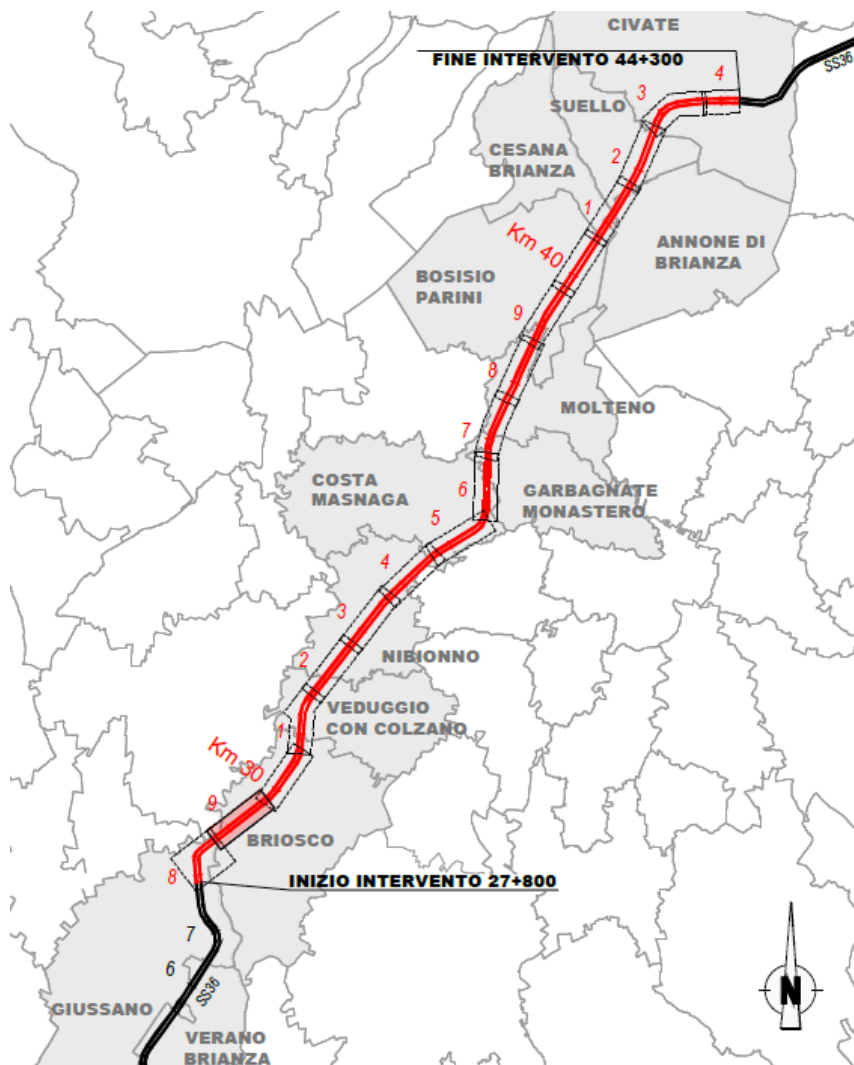 CIVATE
FINE INTERVENTO 44+300
SS36
4
3
SUELLO
CESANA
BRIANZA
2
1
ANNONE DI
BRIANZA
Km 40
BOSISIO
PARINI
9
8
MOLTENO
7
COSTA
MASNAGA
6
GARBAGNATE
MONASTERO
5
4
3
NIBIONNO
2
VEDUGGIO
CON COLZANO
1
Km 30
9
BRIOSCO
8
INIZIO INTERVENTO 27+800
7
6
SS36
GIUSSANO
VERANO
BRIANZA
N